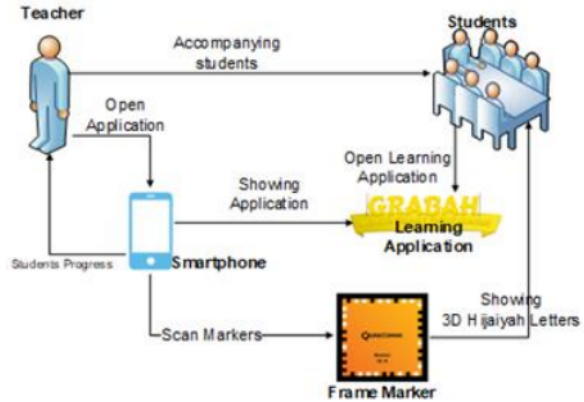 Teacher
Students
Accompanying
students
Open
Application
Open Learning
Application
Showing
Application
GRABAH
Learning
Application
Students Progress
Smartphone
Showing
3D Hijaiyah Letters
Scan Markers
Frame Marker